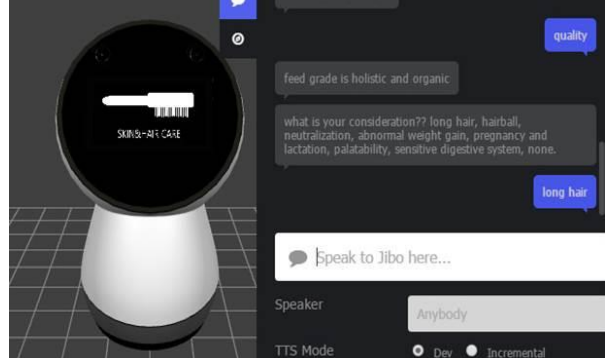 SKIN&HAIR CARE
quality
feed grade is holistic and organic
what is your consideration?? long hair, hairball,
neutralization, abnormal weight gain, pregnancy and
lactation, palatability, sensitive digestive system, none.
long hair
Speak to Jibo here...
Speaker
Anybody
TTS Mode
Dev
Incremental